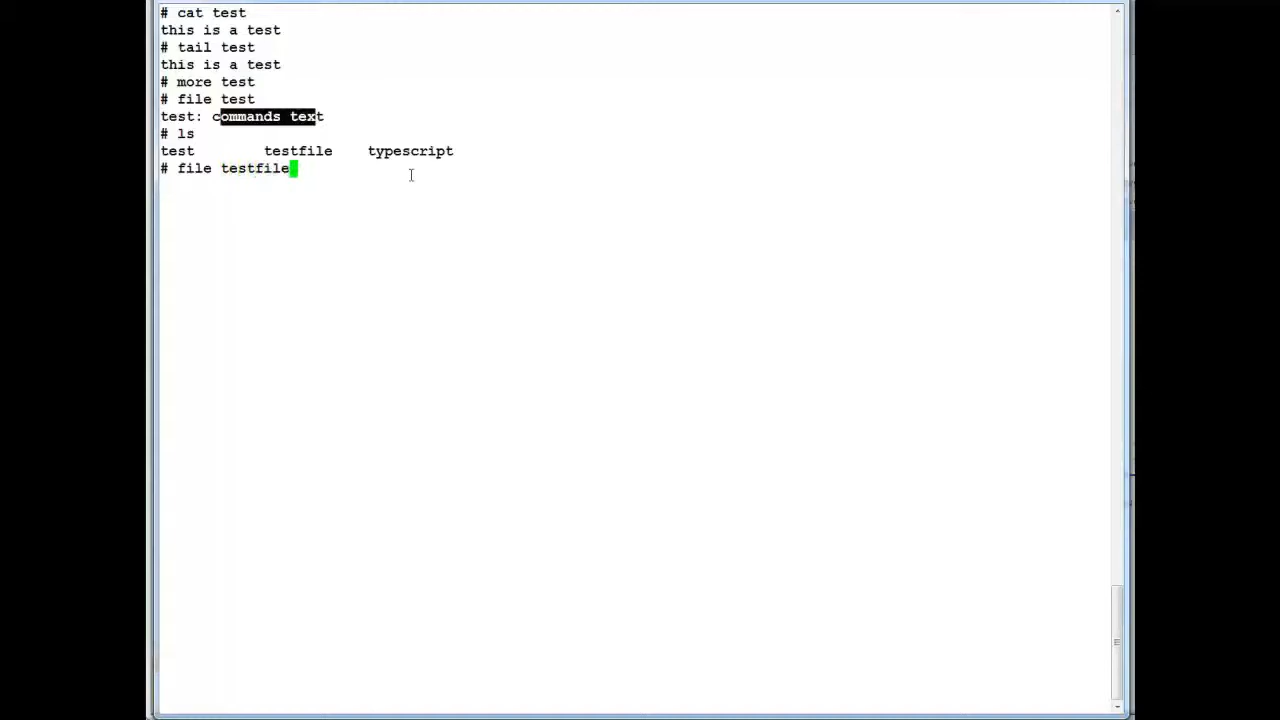 # cat test
this is a test
# tail test
this is a test
# more test
# file test
test: commands text
# ls
test testfile typescript
# file testfile